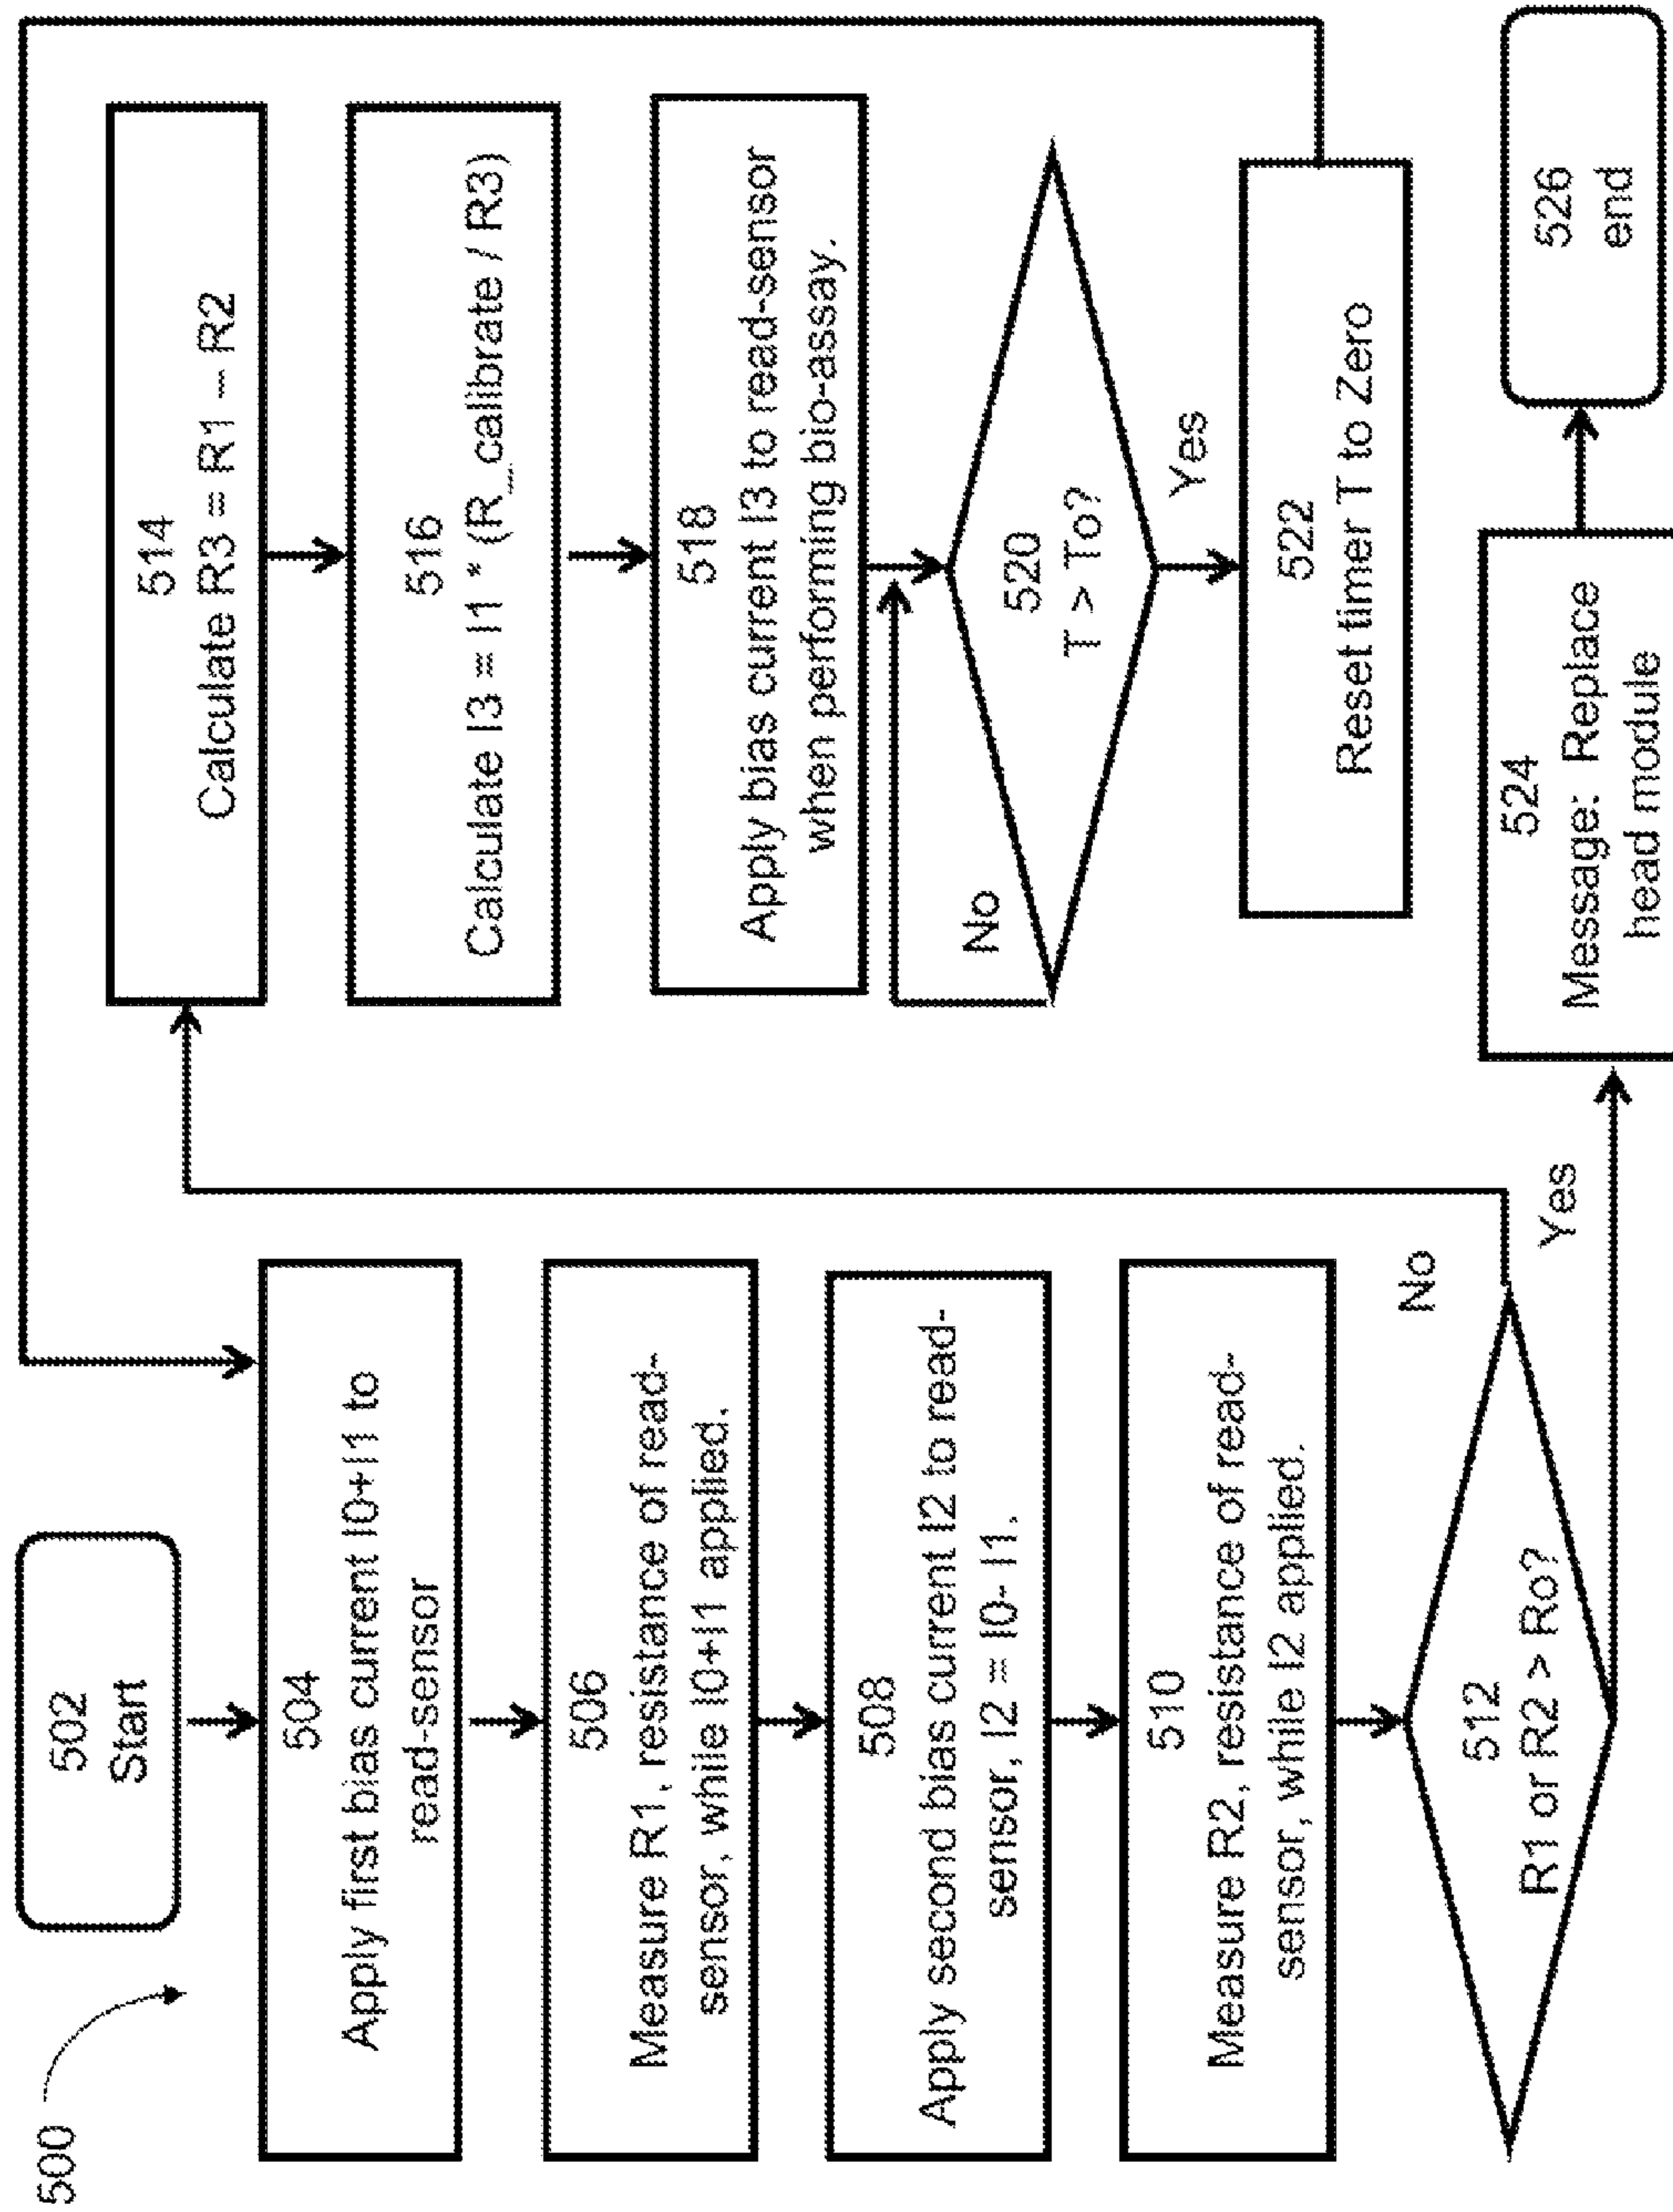 500
502
Start
504
Apply first bias current I0+I1 to
read-sensor
506
Measure R1, resistance of read-
sensor, while I0+I1 applied.
508
Apply second bias current I2 to read-
sensor, I2 = I0- I1.
510
Measure R2, resistance of read-
sensor, while I2 applied.
512
R1 or R2 > Ro?
No
Yes
514
Calculate R3 = R1 – R2
516
Calculate I3 = I1 * (R_calibrate / R3)
518
Apply bias current I3 to read-sensor
when performing bio-assay.
520
T > To?
No
Yes
522
Reset timer T to Zero
524
Message: Replace
head module
526
end